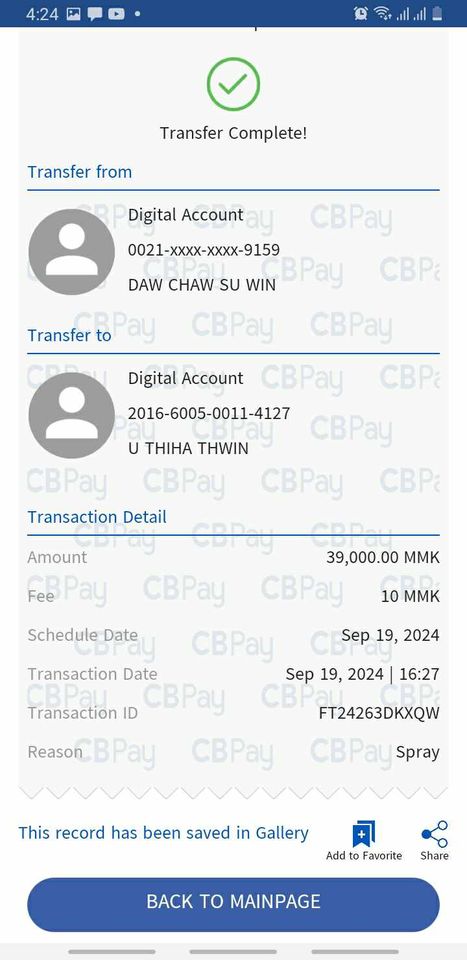 4:24
Transfer Complete!
Transfer from
Digital Account
0021-xxxx-xxxx-9159
DAW CHAW SU WIN
Transfer to
Digital Account
2016-6005-0011-4127
U THIHA THWIN
Transaction Detail
Amount 39,000.00 MMK
Fee 10 MMK
Schedule Date Sep 19, 2024
Transaction Date Sep 19, 2024 | 16:27
Transaction ID FT24263DKXQW
Reason Spray
CBPay
This record has been saved in Gallery
Add to Favorite Share
BACK TO MAINPAGE